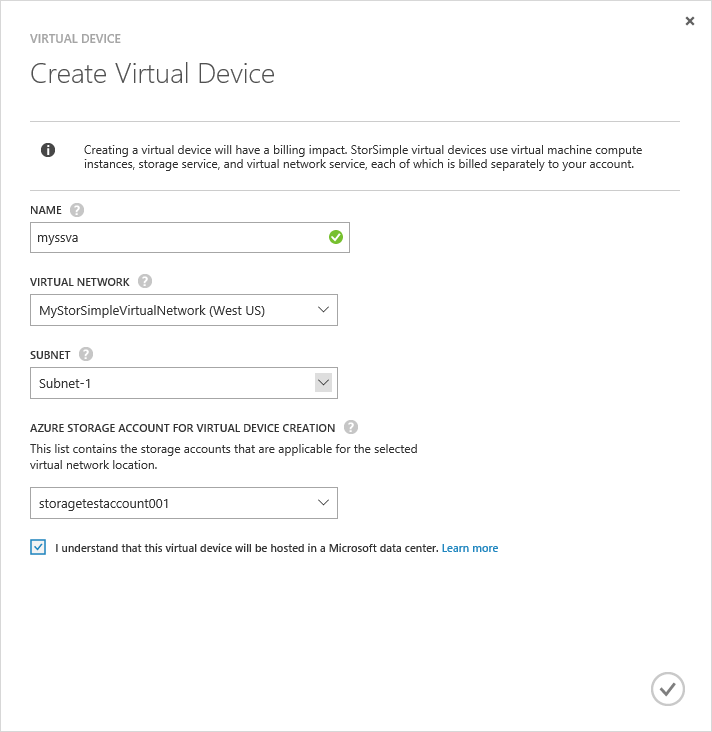 VIRTUAL DEVICE
Create Virtual Device
Creating a virtual device will have a billing impact. StorSimple virtual devices use virtual machine compute
instances, storage service, and virtual network service, each of which is billed separately to your account.
NAME ?
myssva
VIRTUAL NETWORK ?
MyStorSimpleVirtualNetwork (West US)
SUBNET ?
Subnet-1
AZURE STORAGE ACCOUNT FOR VIRTUAL DEVICE CREATION ?
This list contains the storage accounts that are applicable for the selected
virtual network location.
storagetestaccount001
I understand that this virtual device will be hosted in a Microsoft data center. Learn more